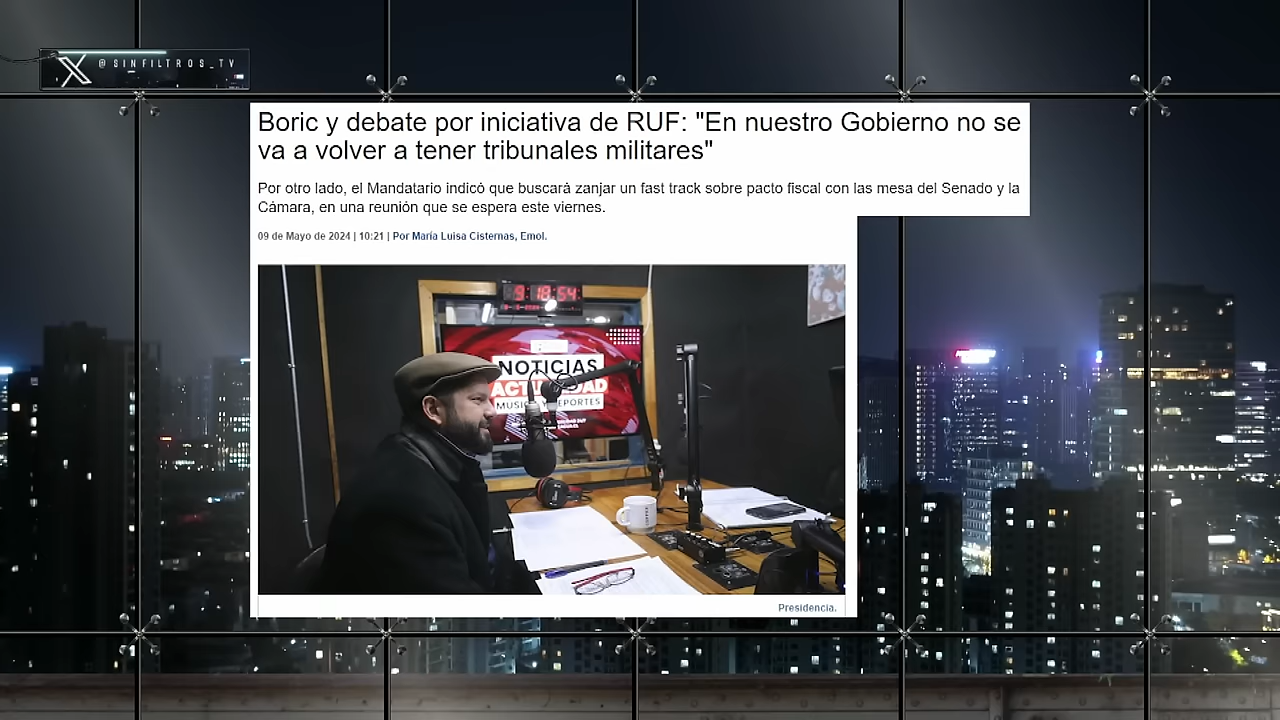 @SINFILTROS_TV
Boric y debate por iniciativa de RUF: "En nuestro Gobierno no se
va a volver a tener tribunales militares"
Por otro lado, el Mandatario indicó que buscará zanjar un fast track sobre pacto fiscal con las mesa del Senado y la
Cámara, en una reunión que se espera este viernes.
09 de Mayo de 2024 | 10:21 | Por María Luisa Cisternas, Emol.
9:18:54
NOTICIAS
Presidencia.